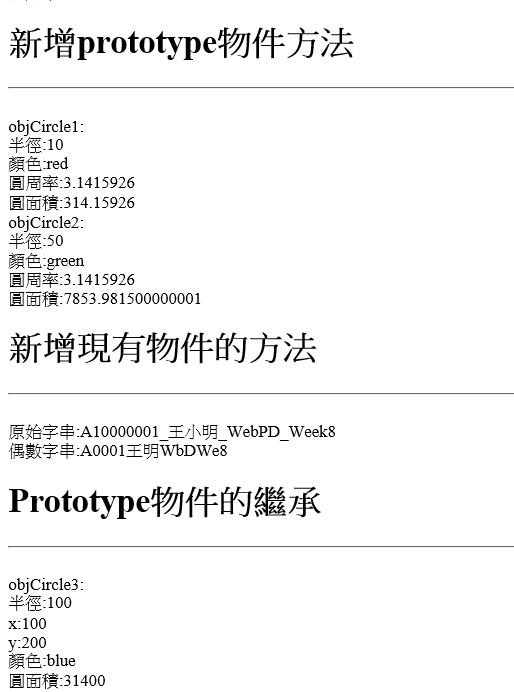 新增prototype物件方法
objCircle1:
半徑:10
顏色:red
圓周率:3.1415926
圓面積:314.15926
objCircle2:
半徑:50
顏色:green
圓周率:3.1415926
圓面積:7853.981500000001
新增現有物件的方法
原始字串:A10000001_王小明_WebPD_Week8
偶數字串:A0001王明WbDWe8
Prototype物件的繼承
objCircle3:
半徑:100
x:100
y:200
顏色:blue
圓面積:31400